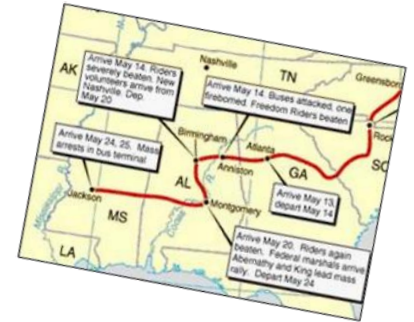 Nashville
TN
Greensboro
AK
Arrive May 14. Riders
severely beaten. New
volunteers arrive from
Nashville. Dep.
May 20
Arrive May 14. Buses attacked; one
firebomed. Freedom Riders beaten
Rock
Birmingham
Atlanta
Anniston
GA
SC
Arrive May 24, 25. Mass
arrests in bus terminal
AL
Arrive May 13,
depart May 14
Jackson
MS
Montgomery
Arrive May 20. Riders again
beaten. Federal marshals arrive
Abernathy and King lead mass
rally. Depart May 24
LA